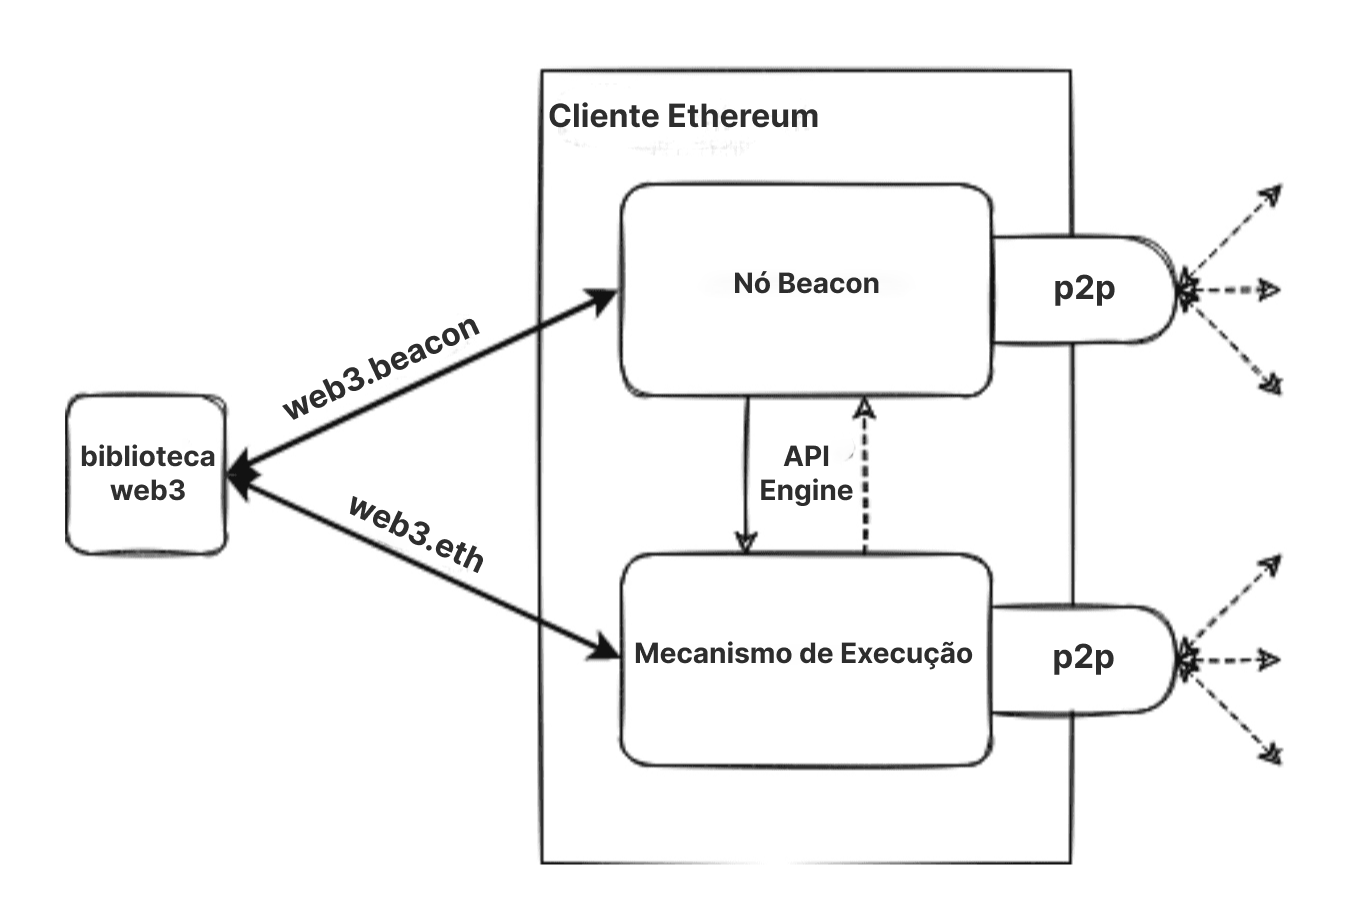 Cliente Ethereum
Nó Beacon
p2p
web3.beacon
biblioteca
web3
API
Engine
web3.eth
Mecanismo de Execução
p2p